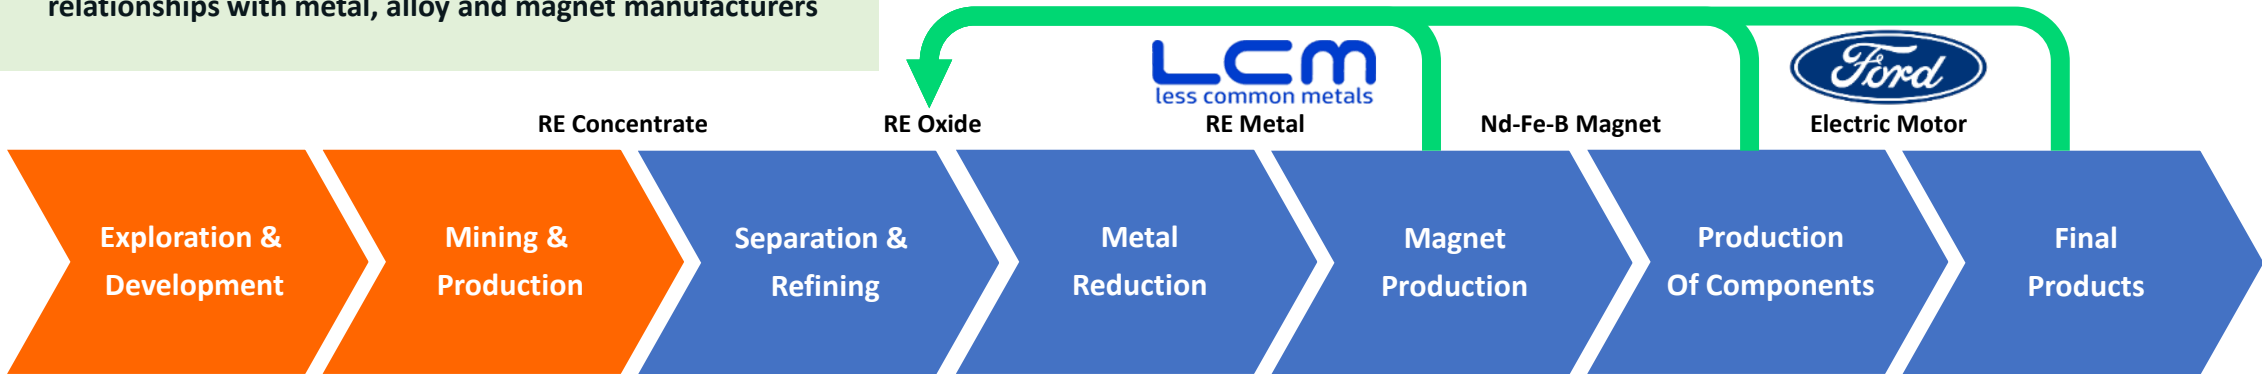 relationships with metal, alloy and magnet manufacturers
LCM
less common metals
Ford
RE Concentrate
RE Oxide
RE Metal
Nd-Fe-B Magnet
Electric Motor
Exploration &
Development
Mining &
Production
Separation &
Refining
Metal
Reduction
Magnet
Production
Production
Of Components
Final
Products